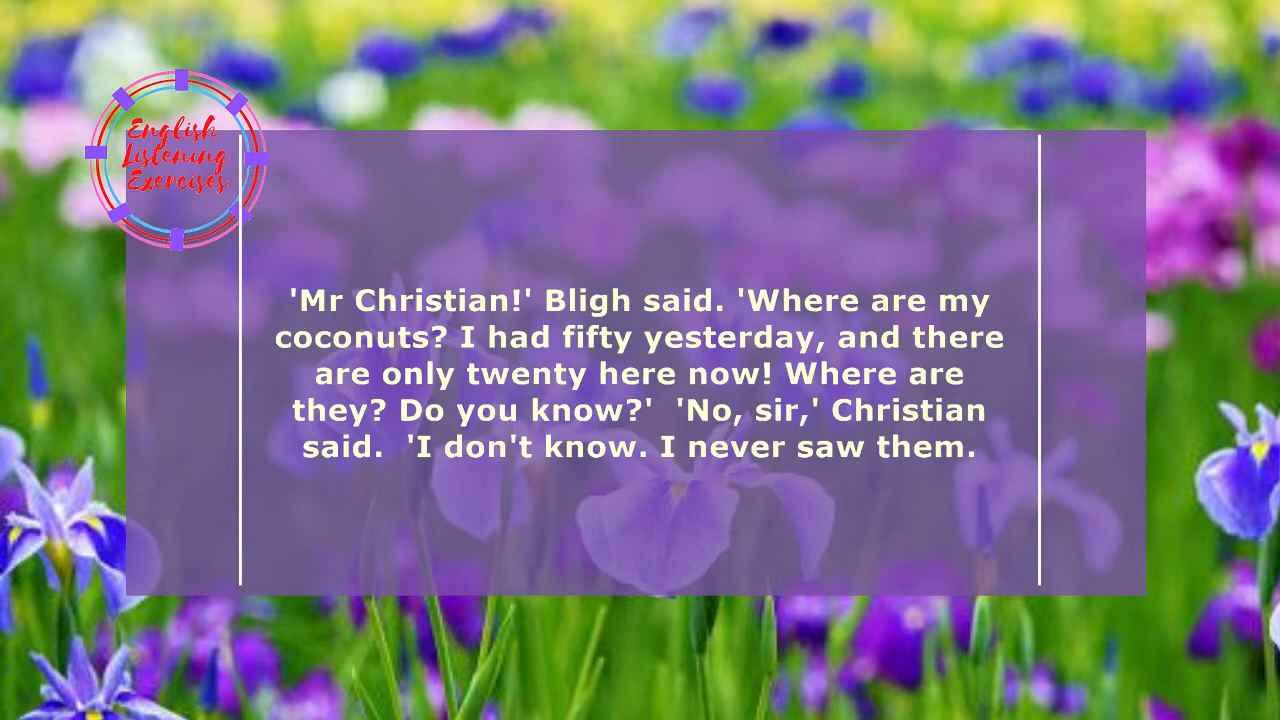 English
Listening
Exercises
'Mr Christian!' Bligh said. 'Where are my
coconuts? I had fifty yesterday, and there
are only twenty here now! Where are
they? Do you know?'  'No, sir,' Christian
said.  'I don't know. I never saw them.